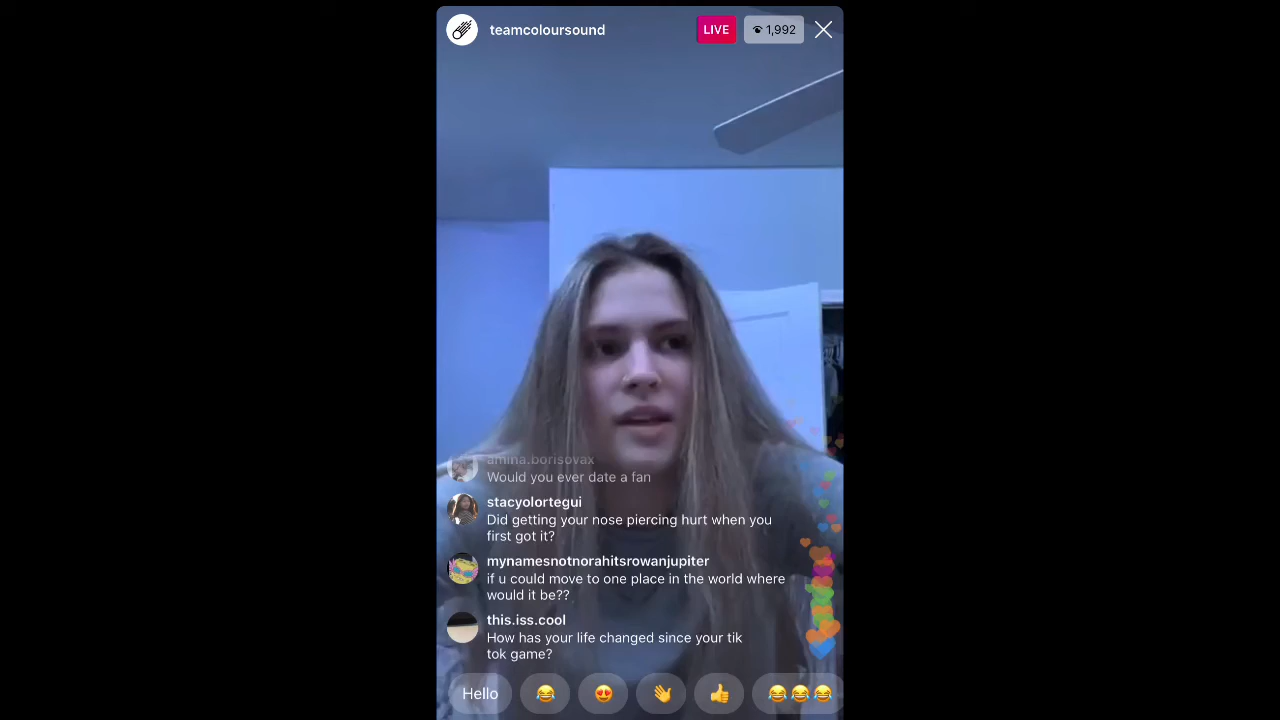 teamcoloursound
LIVE
1,992
amina.borisovax
Would you ever date a fan
stacyolortegui
Did getting your nose piercing hurt when you
first got it?
mynamesnotnorahitsrowanjupiter
if u could move to one place in the world where
would it be??
this.iss.cool
How has your life changed since your tik
tok game?
Hello